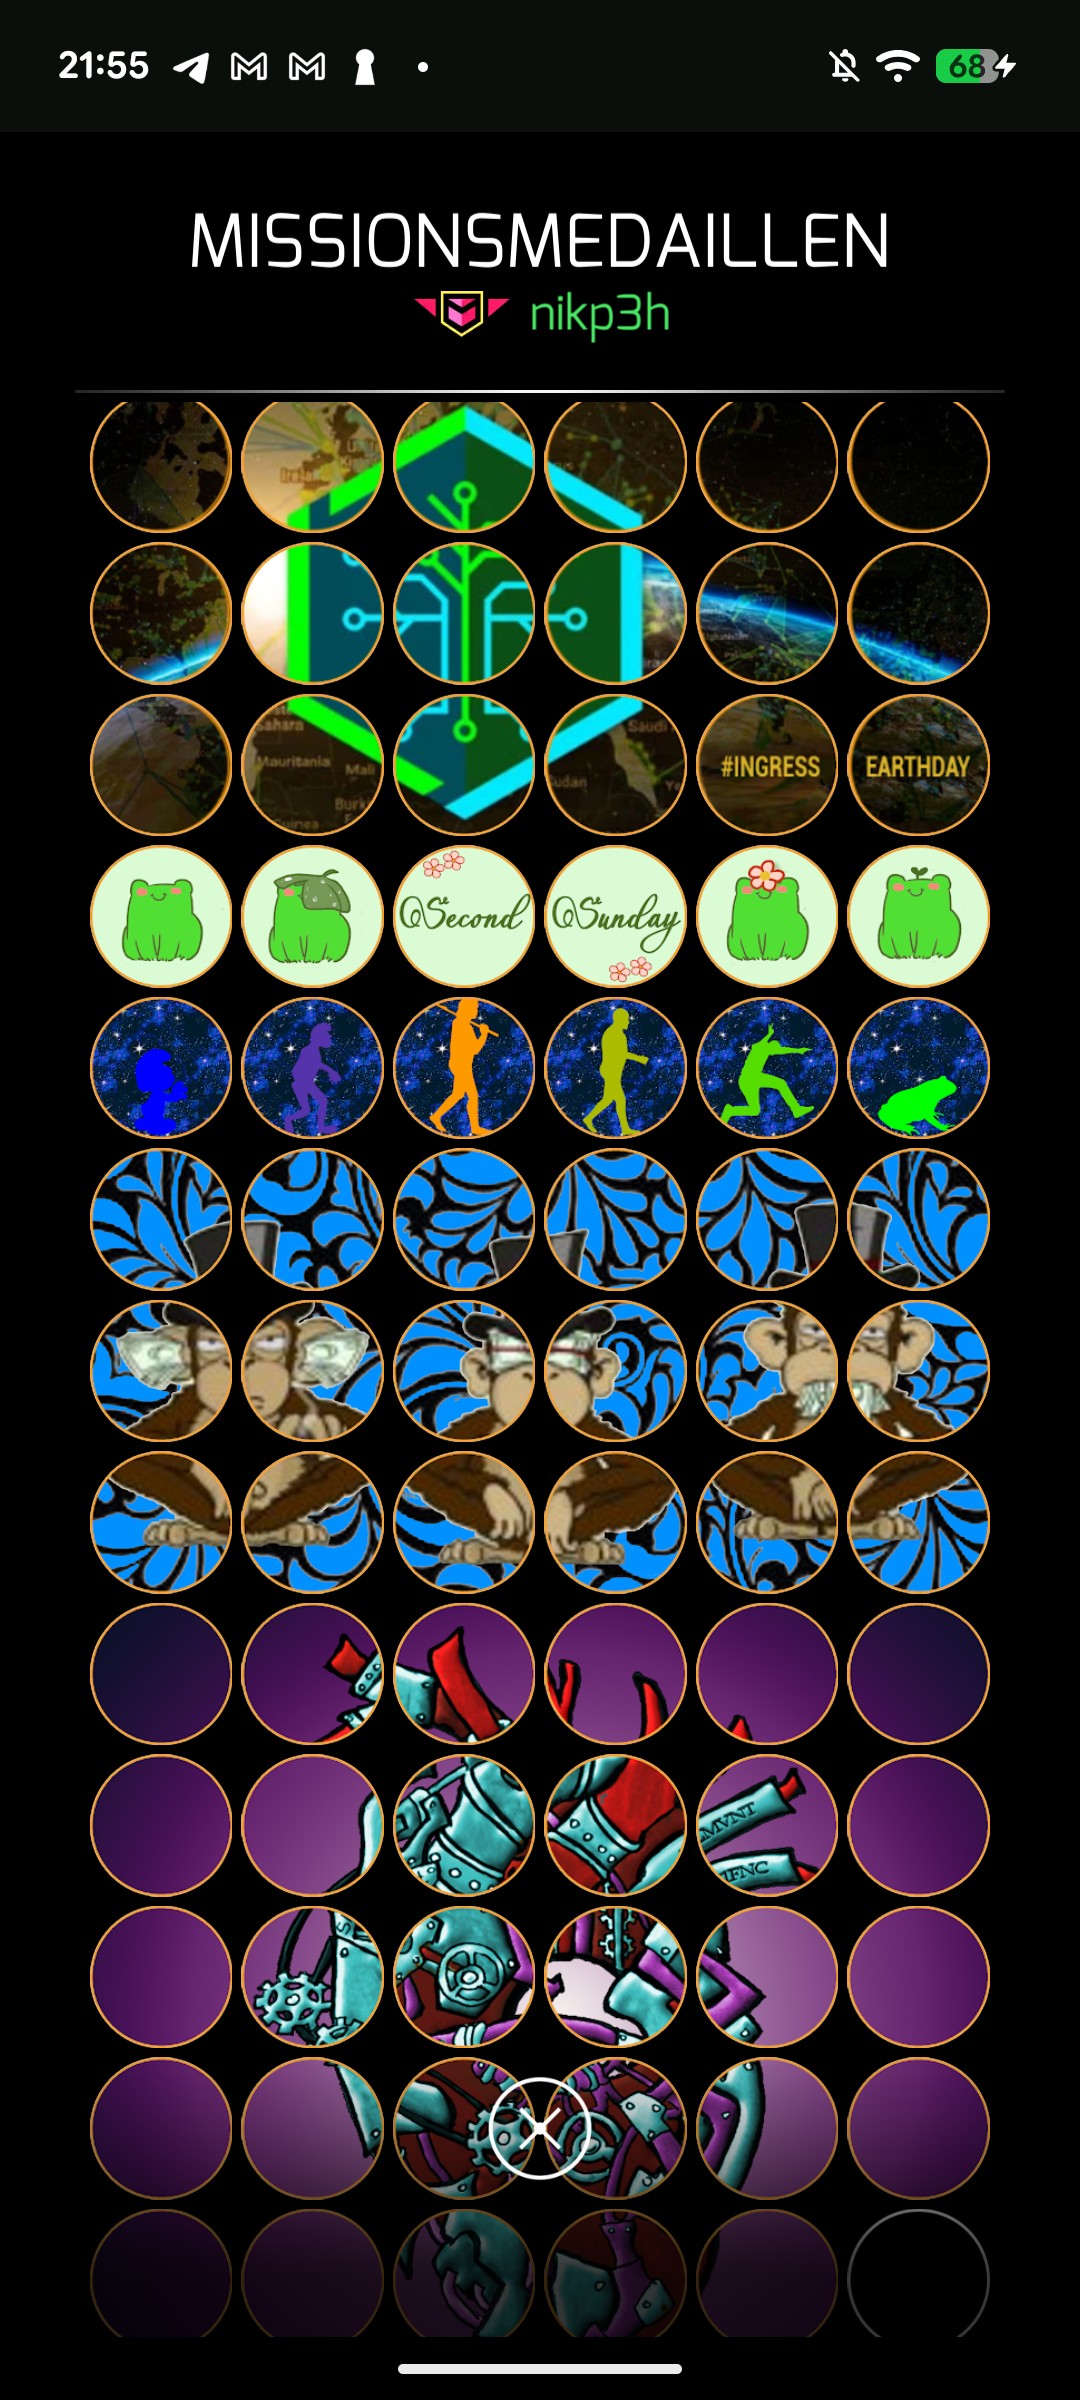 21:55
68
MISSIONSMEDAILLEN
nikp3h
Sahara
Mauritania
Mali
Saudi
#INGRESS
EARTHDAY
Second
Sunday